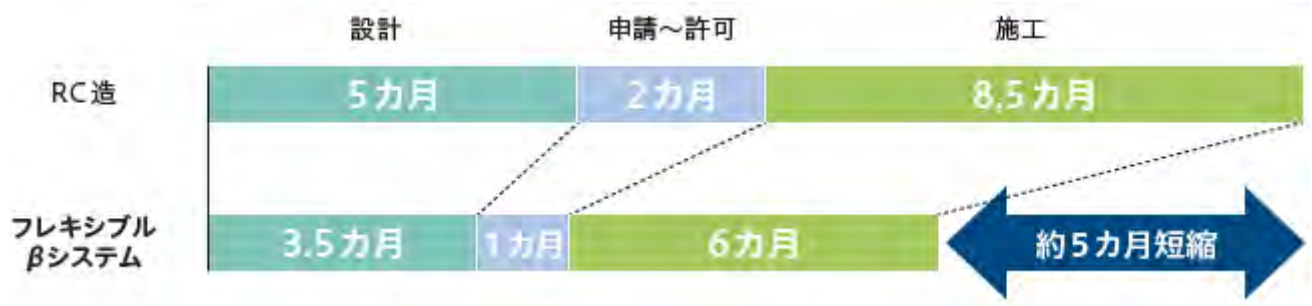 設計 申請～許可 施工
RC造 5カ月 2カ月 8.5カ月
フレキシブル
βシステム
3.5カ月 1カ月 6カ月 約5カ月短縮